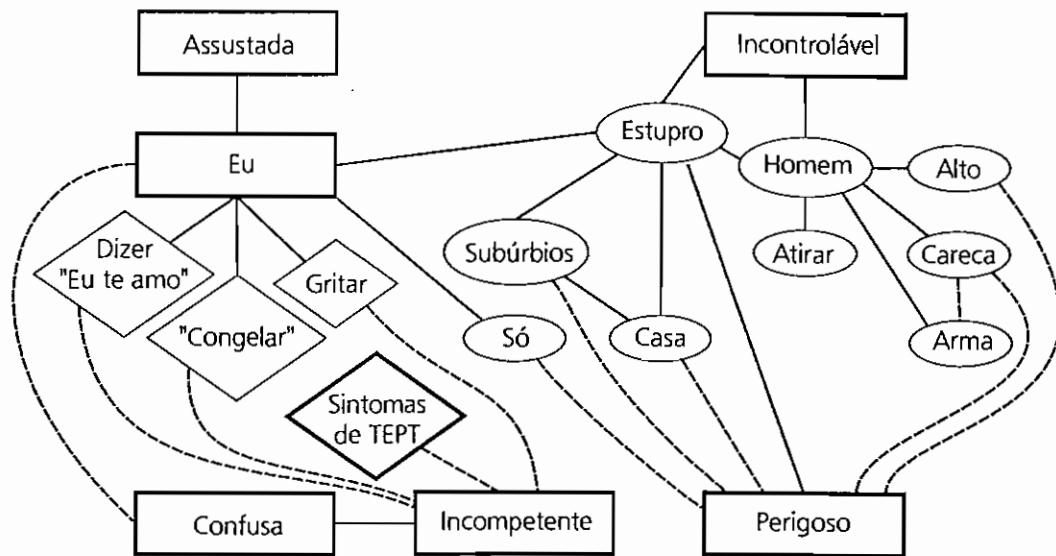 Assustada
Incontrolável
Eu
Estupro
Homem
Alto
Dizer
"Eu te amo"
"Congelar"
Gritar
Subúrbios
Atirar
Careca
Só
Casa
Arma
Sintomas
de TEPT
Confusa
Incompetente
Perigoso